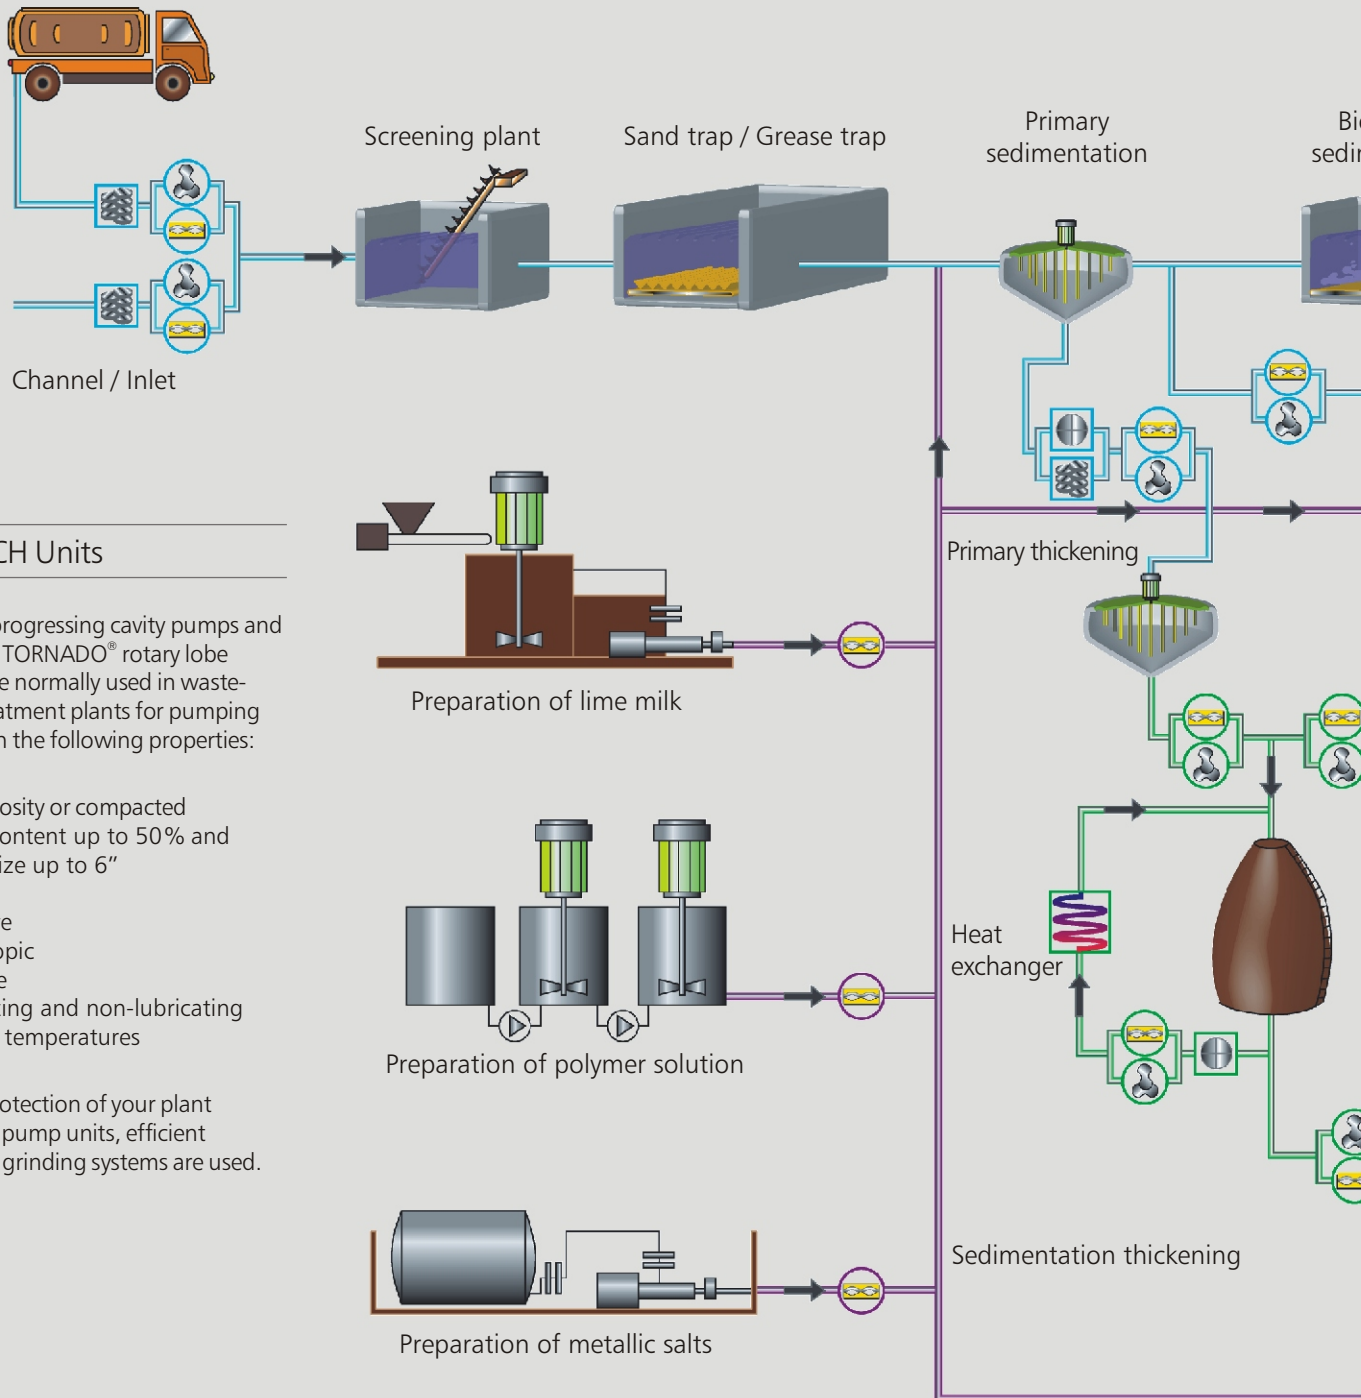 Screening plant
Sand trap / Grease trap
Primary
sedimentation
Channel / Inlet
CH Units
progressing cavity pumps and
TORNADO® rotary lobe
e normally used in waste-
atment plants for pumping
n the following properties:
osity or compacted
ontent up to 50% and
ize up to 6”
e
opic
e
ting and non-lubricating
temperatures
otection of your plant
pump units, efficient
grinding systems are used.
Preparation of lime milk
Preparation of polymer solution
Preparation of metallic salts
Primary thickening
Heat
exchanger
Sedimentation thickening